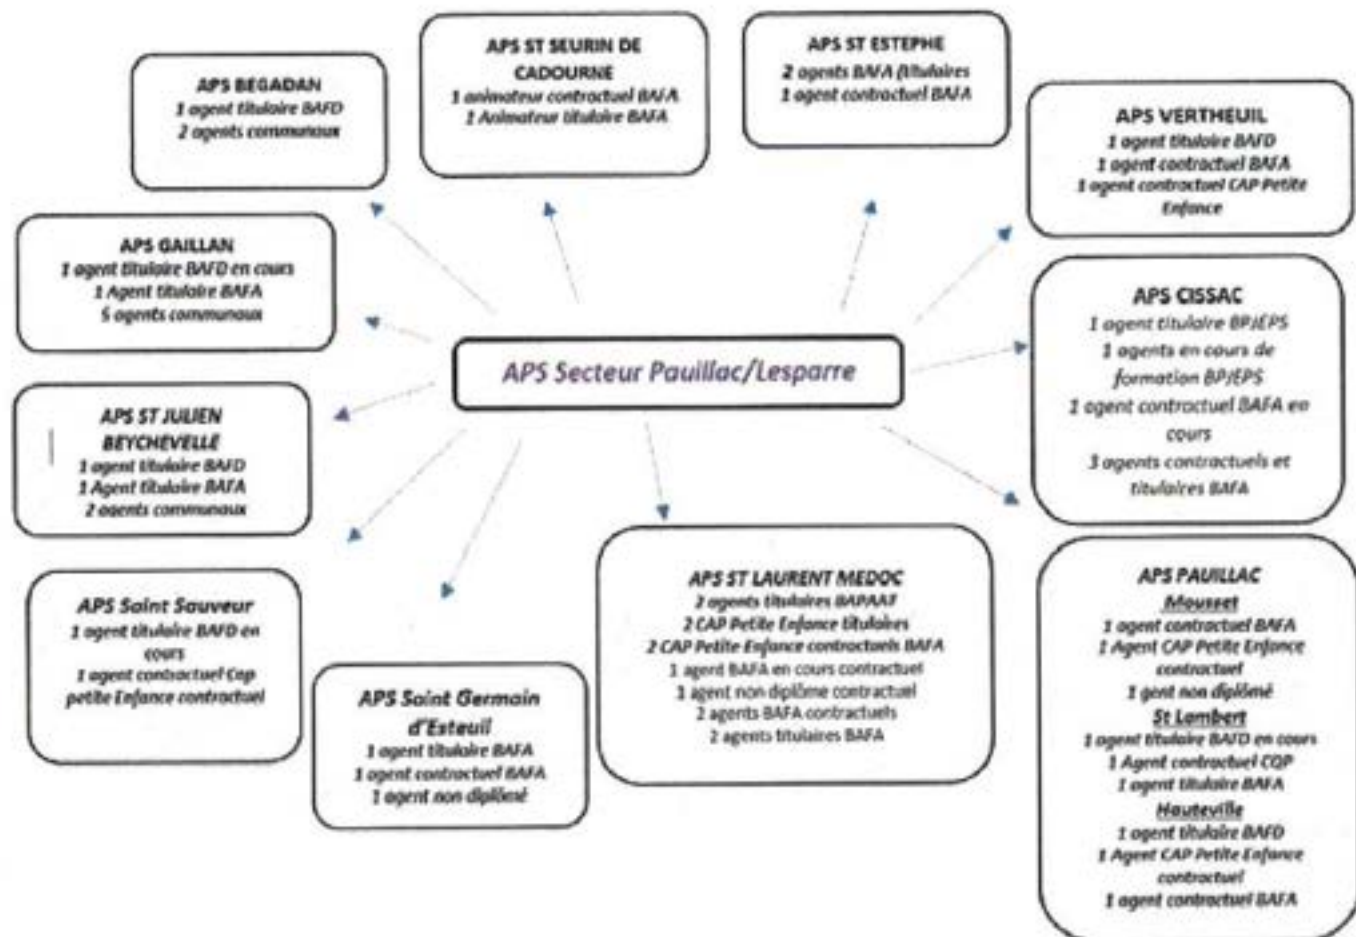 APS BEGADAN
1 agent titulaire BAFD
2 agents communaux
APS ST SEURIN DE
CADOURNE
1 animateur contractuel BAFA
1 Animateur titulaire BAFA
APS ST ESTEPHE
2 agents BAFA (titulaires
1 agent contractuel BAFA
APS VERTHEUIL
1 agent titulaire BAFD
1 agent contractuel BAFA
1 agent contractuel CAP Petite
Enfance
APS GAILLAN
1 agent titulaire BAFD en cours
1 Agent titulaire BAFA
5 agents communaux
APS Secteur Pauillac/Lesparre
APS CISSAC
1 agent titulaire BPJEPS
1 agents en cours de
formation BPJEPS
1 agent contractuel BAFA en
cours
3 agents contractuels et
titulaires BAFA
APS ST JULIEN
BEYCHEVELLE
1 agent titulaire BAFD
1 Agent titulaire BAFA
2 agents communaux
APS Saint Sauveur
1 agent titulaire BAFD en
cours
1 agent contractuel Cap
petite Enfance contractuel
APS Saint Germain
d'Esteuil
1 agent titulaire BAFA
1 agent contractuel BAFA
1 agent non diplômé
APS ST LAURENT MEDOC
2 agents titulaires BAPAAT
2 CAP Petite Enfance titulaires
2 CAP Petite Enfance contractuels BAFA
1 agent BAFA en cours contractuel
1 agent non diplôme contractuel
2 agents BAFA contractuels
2 agents titulaires BAFA
APS PAUILLAC
Mousset
1 agent contractuel BAFA
1 Agent CAP Petite Enfance
contractuel
1 gent non diplômé
St Lambert
1 agent titulaire BAFD en cours
1 Agent contractuel CQP
1 agent titulaire BAFA
Hauteville
1 agent titulaire BAFD
1 Agent CAP Petite Enfance
contractuel
1 agent contractuel BAFA